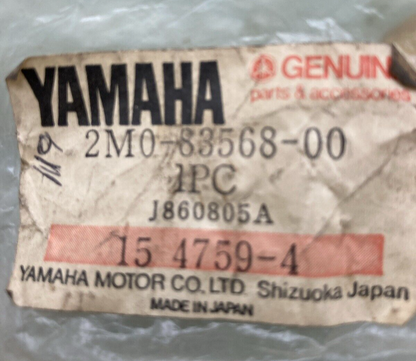 YAMAHA
GENUIN
parts & accessories
2M0-83568-00
1PC
J860805A
15 4759-4
YAMAHA MOTOR CO. LTD. Shizuoka Japan
MADE IN JAPAN